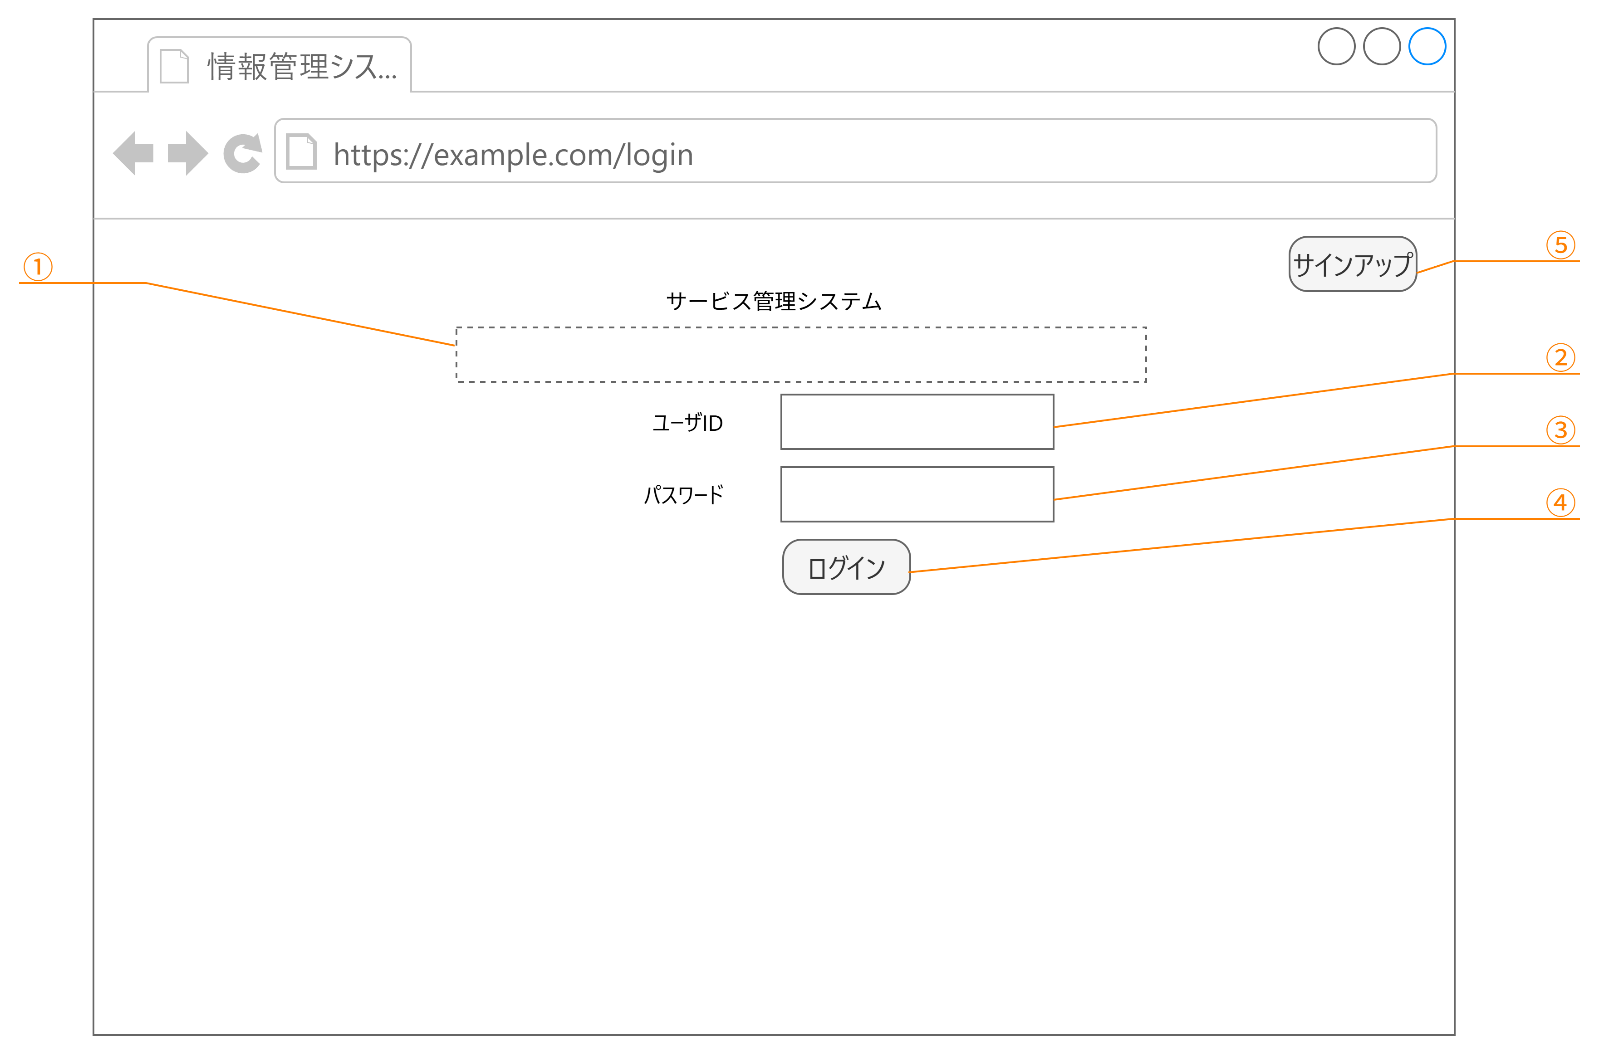 情報管理シス...
https://example.com/login
①
⑤
サインアップ
サービス管理システム
②
ユーザID
③
パスワード
④
ログイン